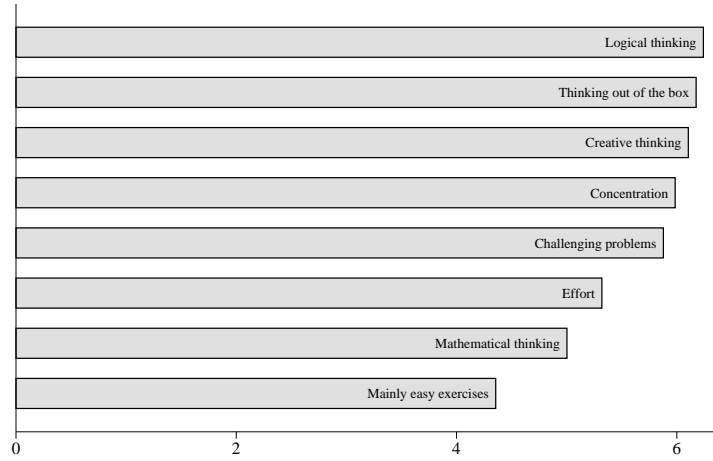 Logical thinking
Thinking out of the box
Creative thinking
Concentration
Challenging problems
Effort
Mathematical thinking
Mainly easy exercises
0 2 4 6